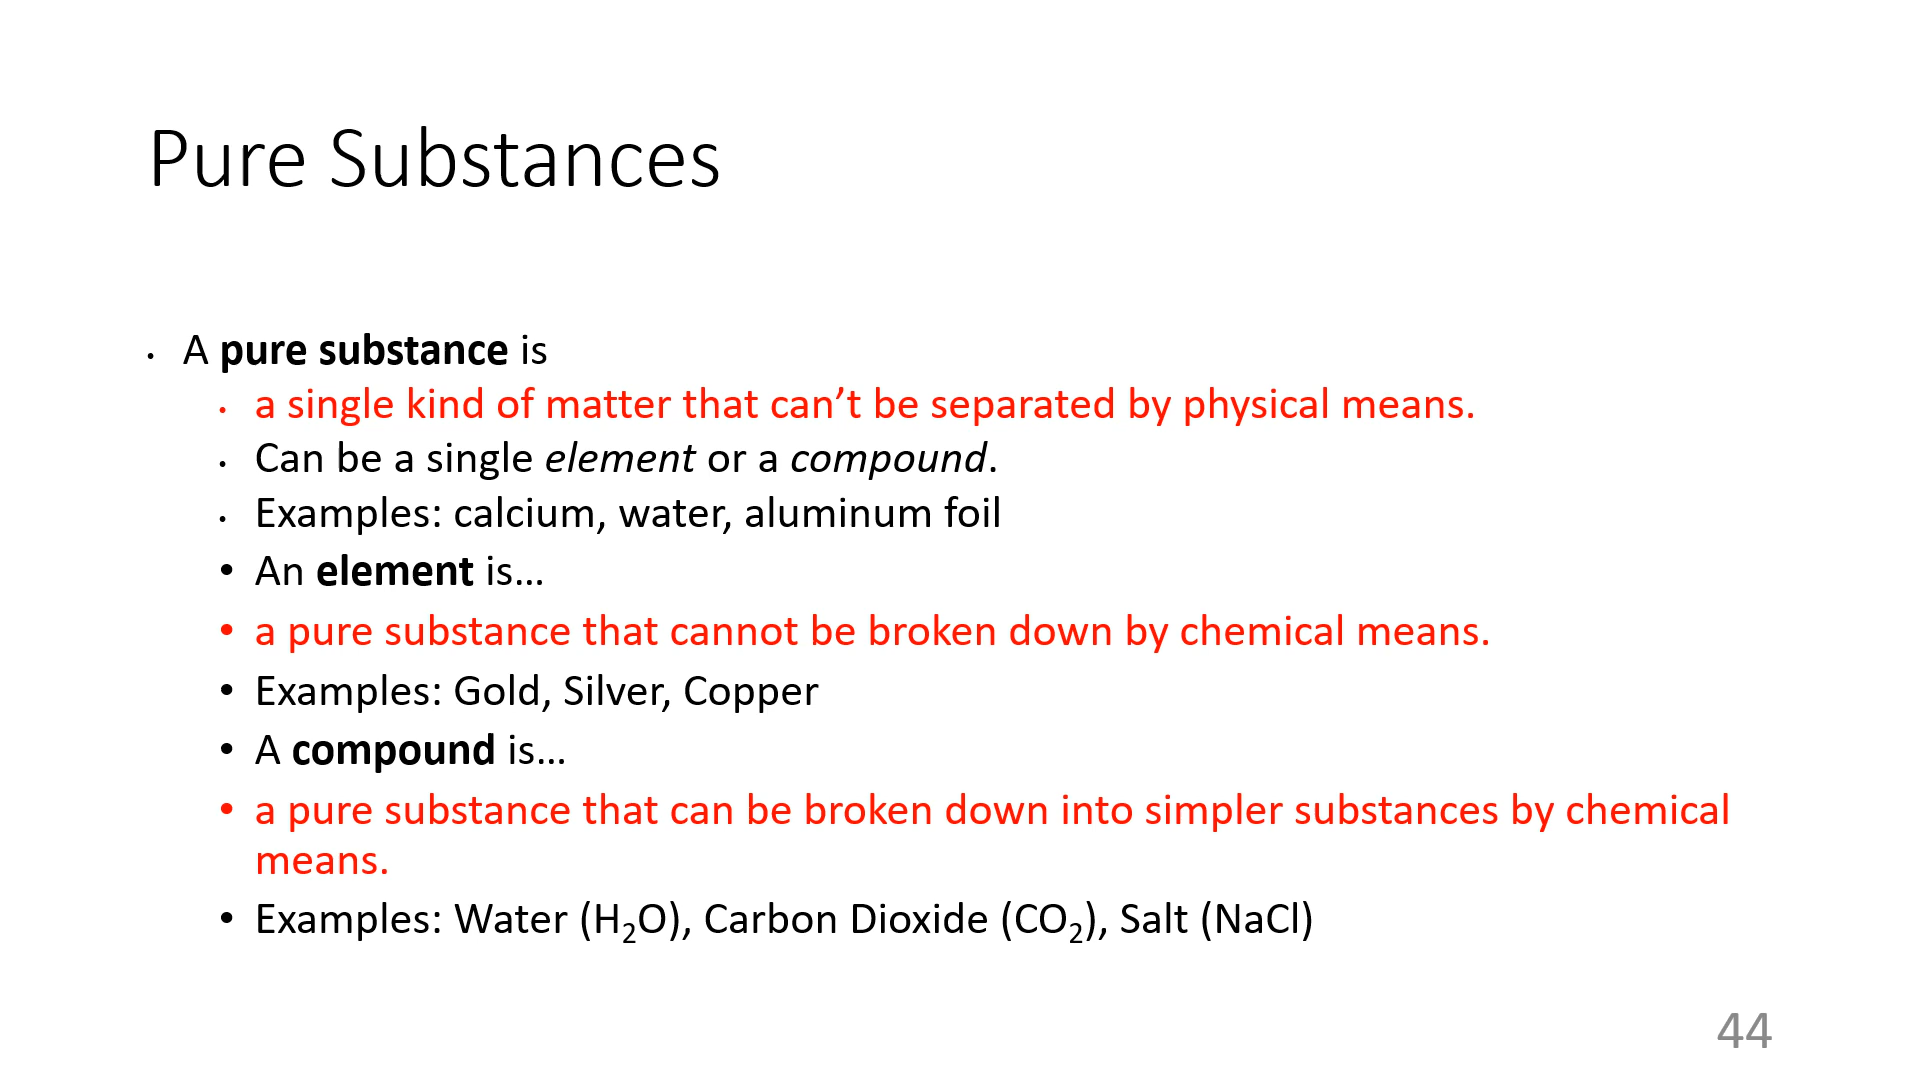 Pure Substances
• A pure substance is
• a single kind of matter that can’t be separated by physical means.
• Can be a single element or a compound.
• Examples: calcium, water, aluminum foil
• An element is…
• a pure substance that cannot be broken down by chemical means.
• Examples: Gold, Silver, Copper
• A compound is…
• a pure substance that can be broken down into simpler substances by chemical
means.
• Examples: Water (H₂O), Carbon Dioxide (CO₂), Salt (NaCl)
44